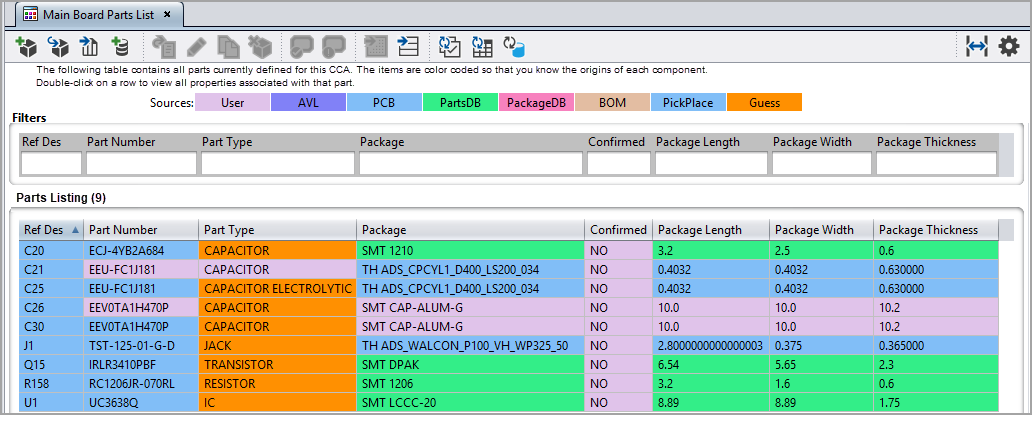 Main Board Parts List ×
The following table contains all parts currently defined for this CCA. The items are color coded so that you know the origins of each component.
Double-click on a row to view all properties associated with that part.
Sources: User AVL PCB PartsDB PackageDB BOM PickPlace Guess
Filters
Ref Des Part Number Part Type Package Confirmed Package Length Package Width Package Thickness
Parts Listing (9)
Ref Des Part Number Part Type Package Confirmed Package Length Package Width Package Thickness
C20 ECJ-4YB2A684 CAPACITOR SMT 1210 NO 3.2 2.5 0.6
C21 EEU-FC1J181 CAPACITOR TH ADS_CPCYL1_D400_LS200_034 NO 0.4032 0.4032 0.630000
C25 EEU-FC1J181 CAPACITOR ELECTROLYTIC TH ADS_CPCYL1_D400_LS200_034 NO 0.4032 0.4032 0.630000
C26 EEV0TA1H470P CAPACITOR SMT CAP-ALUM-G NO 10.0 10.0 10.2
C30 EEV0TA1H470P CAPACITOR SMT CAP-ALUM-G NO 10.0 10.0 10.2
J1 TST-125-01-G-D JACK TH ADS_WALCON_P100_VH_WP325_50 NO 2.8000000000000003 0.375 0.365000
Q15 IRLR3410PBF TRANSISTOR SMT DPAK NO 6.54 5.65 2.3
R158 RC1206JR-070RL RESISTOR SMT 1206 NO 3.2 1.6 0.6
U1 UC3638Q IC SMT LCCC-20 NO 8.89 8.89 1.75